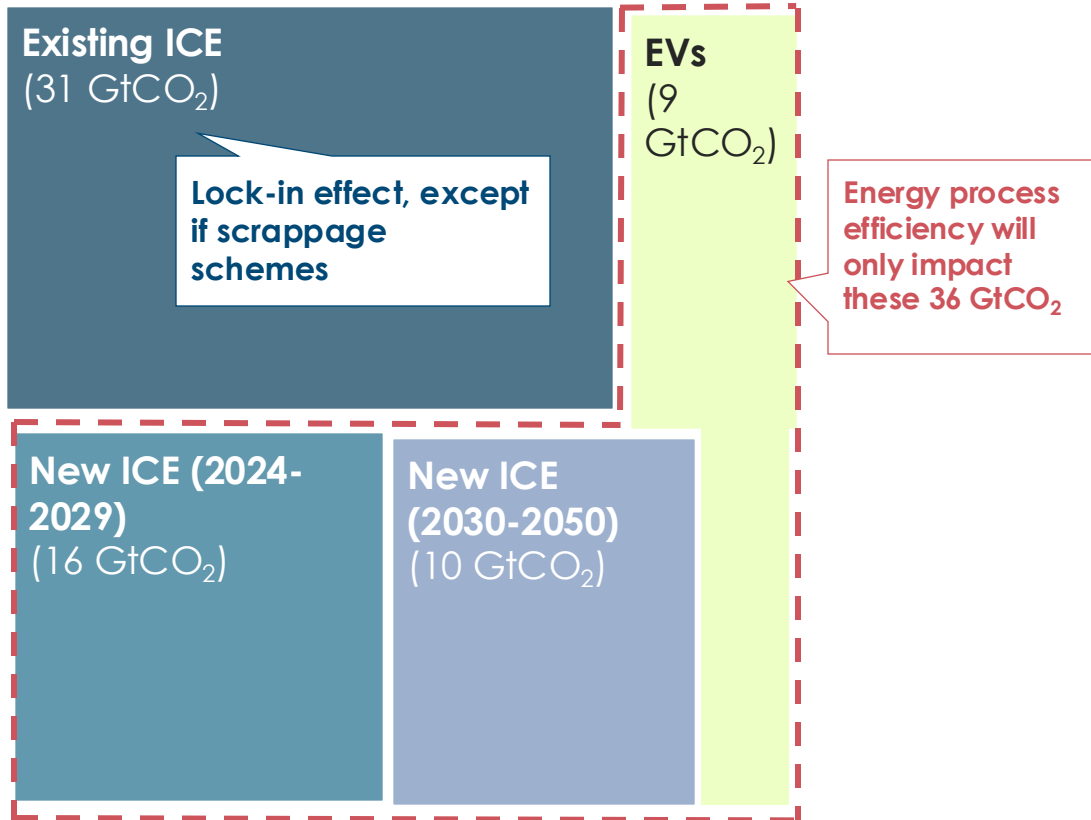 Existing ICE
(31 GtCO₂)
Lock-in effect, except
if scrappage
schemes
EVs
(9
GtCO₂)
Energy process
efficiency will
only impact
these 36 GtCO₂
New ICE (2024-
2029)
(16 GtCO₂)
New ICE
(2030-2050)
(10 GtCO₂)